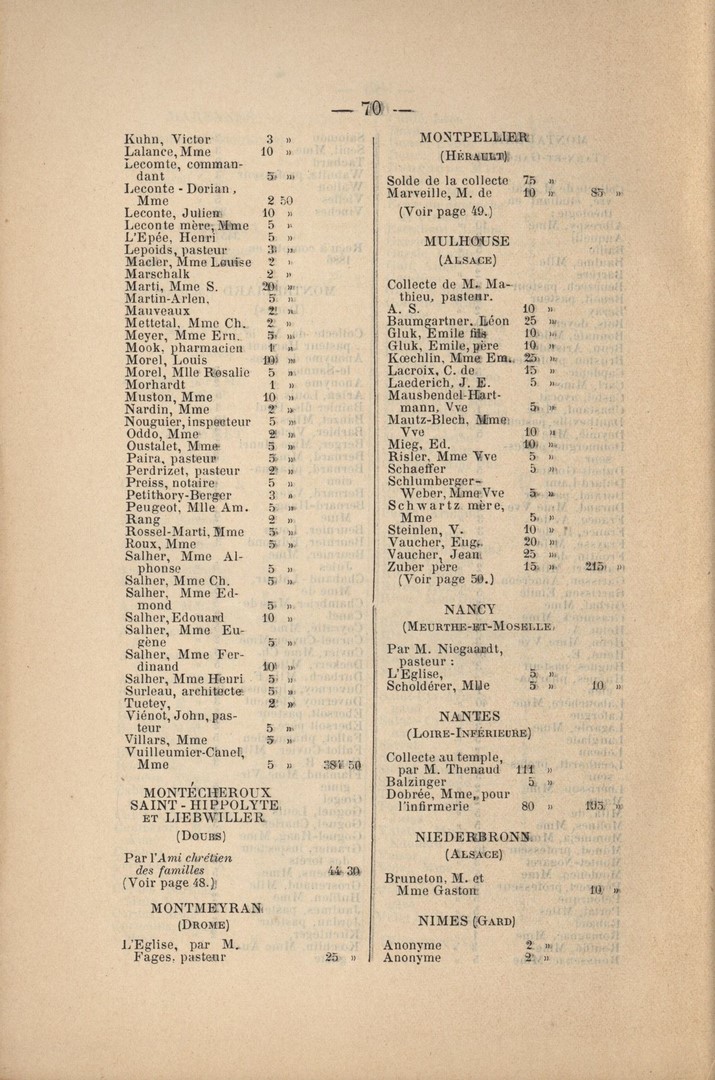 — 70 —
Kuhn, Victor 3 »
Lalance, Mme 10 »
Lecomte, comman-
dant 5 »
Leconte - Dorian,
Mme 2 50
Leconte, Julien 10 »
Leconte mère, Mme 5 »
L'Epée, Henri 5 »
Lepoids, pasteur 3 »
Macler, Mme Louise 2 »
Marschalk 2 »
Marti, Mme S. 20 »
Martin-Arlen, 5 »
Mauveaux 2 »
Mettetal, Mme Ch. 2 »
Meyer, Mme Ern. 5 »
Mook, pharmacien 1 »
Morel, Louis 10 »
Morel, Mlle Rosalie 5 »
Morhardt 1 »
Muston, Mme 10 »
Nardin, Mme 2 »
Nouguier, inspecteur 5 »
Oddo, Mme 2 »
Oustalet, Mme 5 »
Paira, pasteur 5 »
Perdrizet, pasteur 2 »
Preiss, notaire 5 »
Petithory-Berger 3 »
Peugeot, Mlle Am. 5 »
Rang 2 »
Rossel-Marti, Mme 5 »
Roux, Mme 5 »
Salher, Mme Al-
phonse 5 »
Salher, Mme Ch. 5 »
Salher, Mme Ed-
mond 5 »
Salher, Edouard 10 »
Salher, Mme Eu-
gène 5 »
Salher, Mme Fer-
dinand 10 »
Salher, Mme Henri 5 »
Surleau, architecte 5 »
Tuetey, 2 »
Viénot, John, pas-
teur 5 »
Villars, Mme 5 »
Vuilleumier-Canel,
Mme 5 » 387 50
MONTÉCHEROUX
SAINT-HIPPOLYTE
ET LIEBWILLER
(DOUBS)
Par l'Ami chrétien
des familles 44 30
(Voir page 48.)
MONTMEYRAN
(DROME)
L'Eglise, par M.
Fages, pasteur 25 »
MONTPELLIER
(HÉRAULT)
Solde de la collecte 75 »
Marveille, M. de 10 » 85 »
(Voir page 49.)
MULHOUSE
(ALSACE)
Collecte de M. Ma-
thieu, pasteur.
A. S. 10 »
Baumgartner, Léon 25 »
Gluk, Emile fils 10 »
Gluk, Emile, père 10 »
Kœchlin, Mme Em. 25 »
Lacroix, C. de 15 »
Laederich, J. E. 5 »
Mausbendel-Hart-
mann, Vve 5 »
Mautz-Blech, Mme
Vve 10 »
Mieg, Ed. 10 »
Risler, Mme Vve 5 »
Schaeffer 5 »
Schlumberger-
Weber, Mme Vve 5 »
Schwartz mère,
Mme 5 »
Steinlen, V. 10 »
Vaucher, Eug. 20 »
Vaucher, Jean 25 »
Zuber père 15 » 215 »
(Voir page 50.)
NANCY
(MEURTHE-ET-MOSELLE)
Par M. Niegaardt,
pasteur :
L'Eglise, 5 »
Scholdérer, Mlle 5 » 10 »
NANTES
(LOIRE-INFÉRIEURE)
Collecte au temple,
par M. Thenaud 111 »
Balzinger 5 »
Dobrée, Mme, pour
l'infirmerie 80 » 195 »
NIEDERBRONN
(ALSACE)
Bruneton, M. et
Mme Gaston 10 »
NIMES (GARD)
Anonyme 2 »
Anonyme 2 »